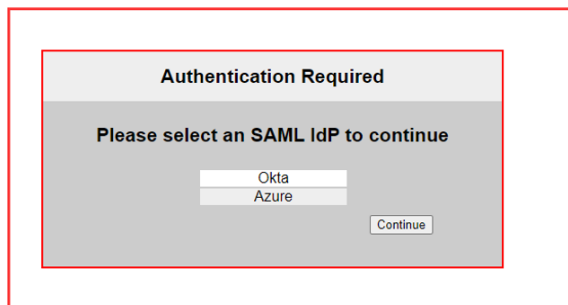 Authentication Required
Please select an SAML IdP to continue
Okta
Azure
Continue